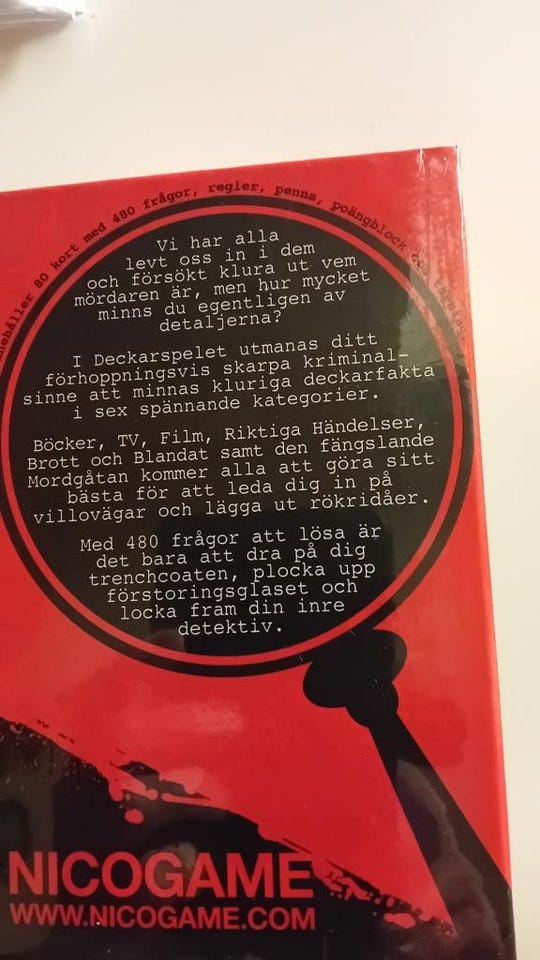 nehåller 80 kort med 480 frågor, regler, penna, poängblock
Vi har alla
levt oss in i dem
och försökt klura ut vem
mördaren är, men hur mycket
minns du egentligen av
detaljerna?
I Deckarspelet utmanas ditt
förhoppningsvis skarpa kriminal-
sinne att minnas kluriga deckarfakta
i sex spännande kategorier.
Böcker, TV, Film, Riktiga Händelser,
Brott och Blandat samt den fängslande
Mordgåtan kommer alla att göra sitt
bästa för att leda dig in på
villovägar och lägga ut rökridåer.
Med 480 frågor att lösa är
det bara att dra på dig
trenchcoaten, plocka upp
förstoringsglaset och
locka fram din inre
detektiv.
NICOGAME
WWW.NICOGAME.COM